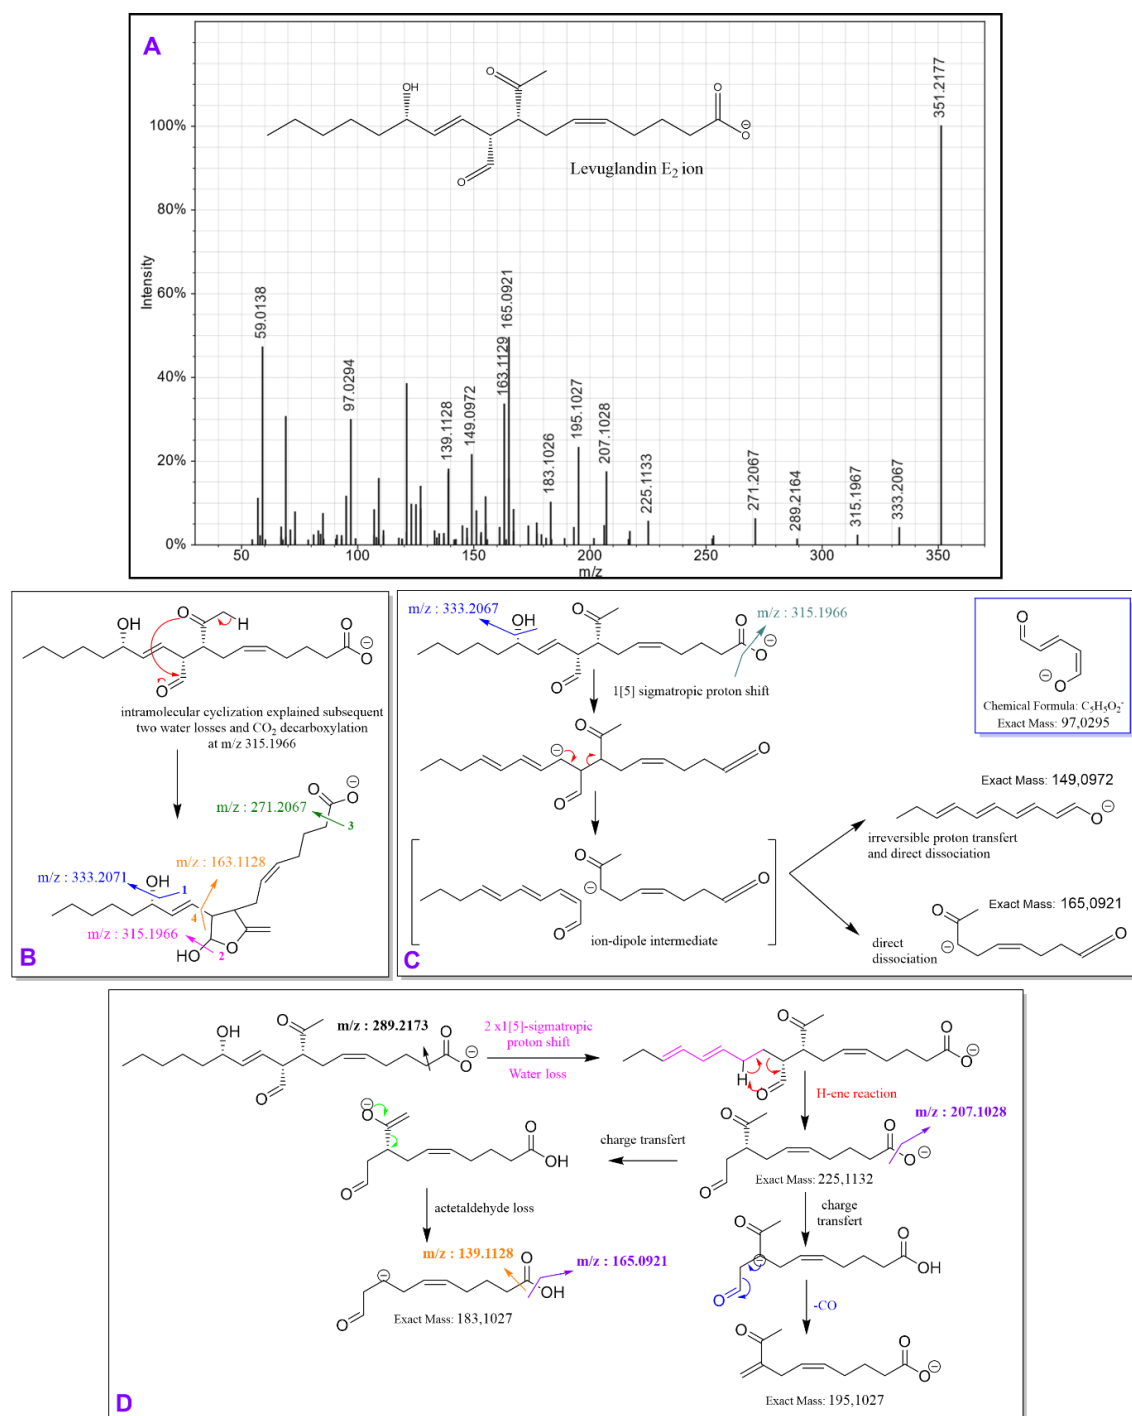 A
351.2177
100%
80%
60%
40%
20%
0%
Intensity
59.0138
97.0294
139.1128
149.0972
163.1129
165.0921
183.1026
195.1027
207.1028
225.1133
271.2067
289.2164
315.1967
333.2067
50
100
150
200
250
300
350
m/z
OH
O
O
O
O
⊖
Levuglandin E2 ion
B
OH
O
H
O
O
O
⊖
intramolecular cyclization explained subsequent
two water losses and CO2 decarboxylation
at m/z 315.1966
O
O
⊖
m/z : 271.2067
3
m/z : 163.1128
m/z : 333.2071
OH
1
4
m/z : 315.1966
HO
2
O
C
m/z : 333.2067
OH
O
m/z : 315.1966
O
O
⊖
O
1[5] sigmatropic proton shift
O
⊖
O
O
O
⊖
O
O
ion-dipole intermediate
O
O
⊖
Chemical Formula: C5H5O2-
Exact Mass: 97,0295
Exact Mass: 149,0972
O
⊖
irreversible proton transfert
and direct dissociation
Exact Mass: 165,0921
O
⊖
O
direct
dissociation
D
OH
O
m/z : 289.2173
O
O
⊖
O
2 x1[5]-sigmatropic
proton shift
Water loss
O
H
O
O
O
⊖
H-ene reaction
m/z : 207.1028
O
O
O
⊖
O
Exact Mass: 225,1132
charge transfert
⊖
O
O
OH
O
actetaldehyde loss
m/z : 139.1128
m/z : 165.0921
⊖
O
OH
O
Exact Mass: 183,1027
charge
transfert
O
⊖
O
OH
O
-CO
O
O
O
⊖
Exact Mass: 195,1027